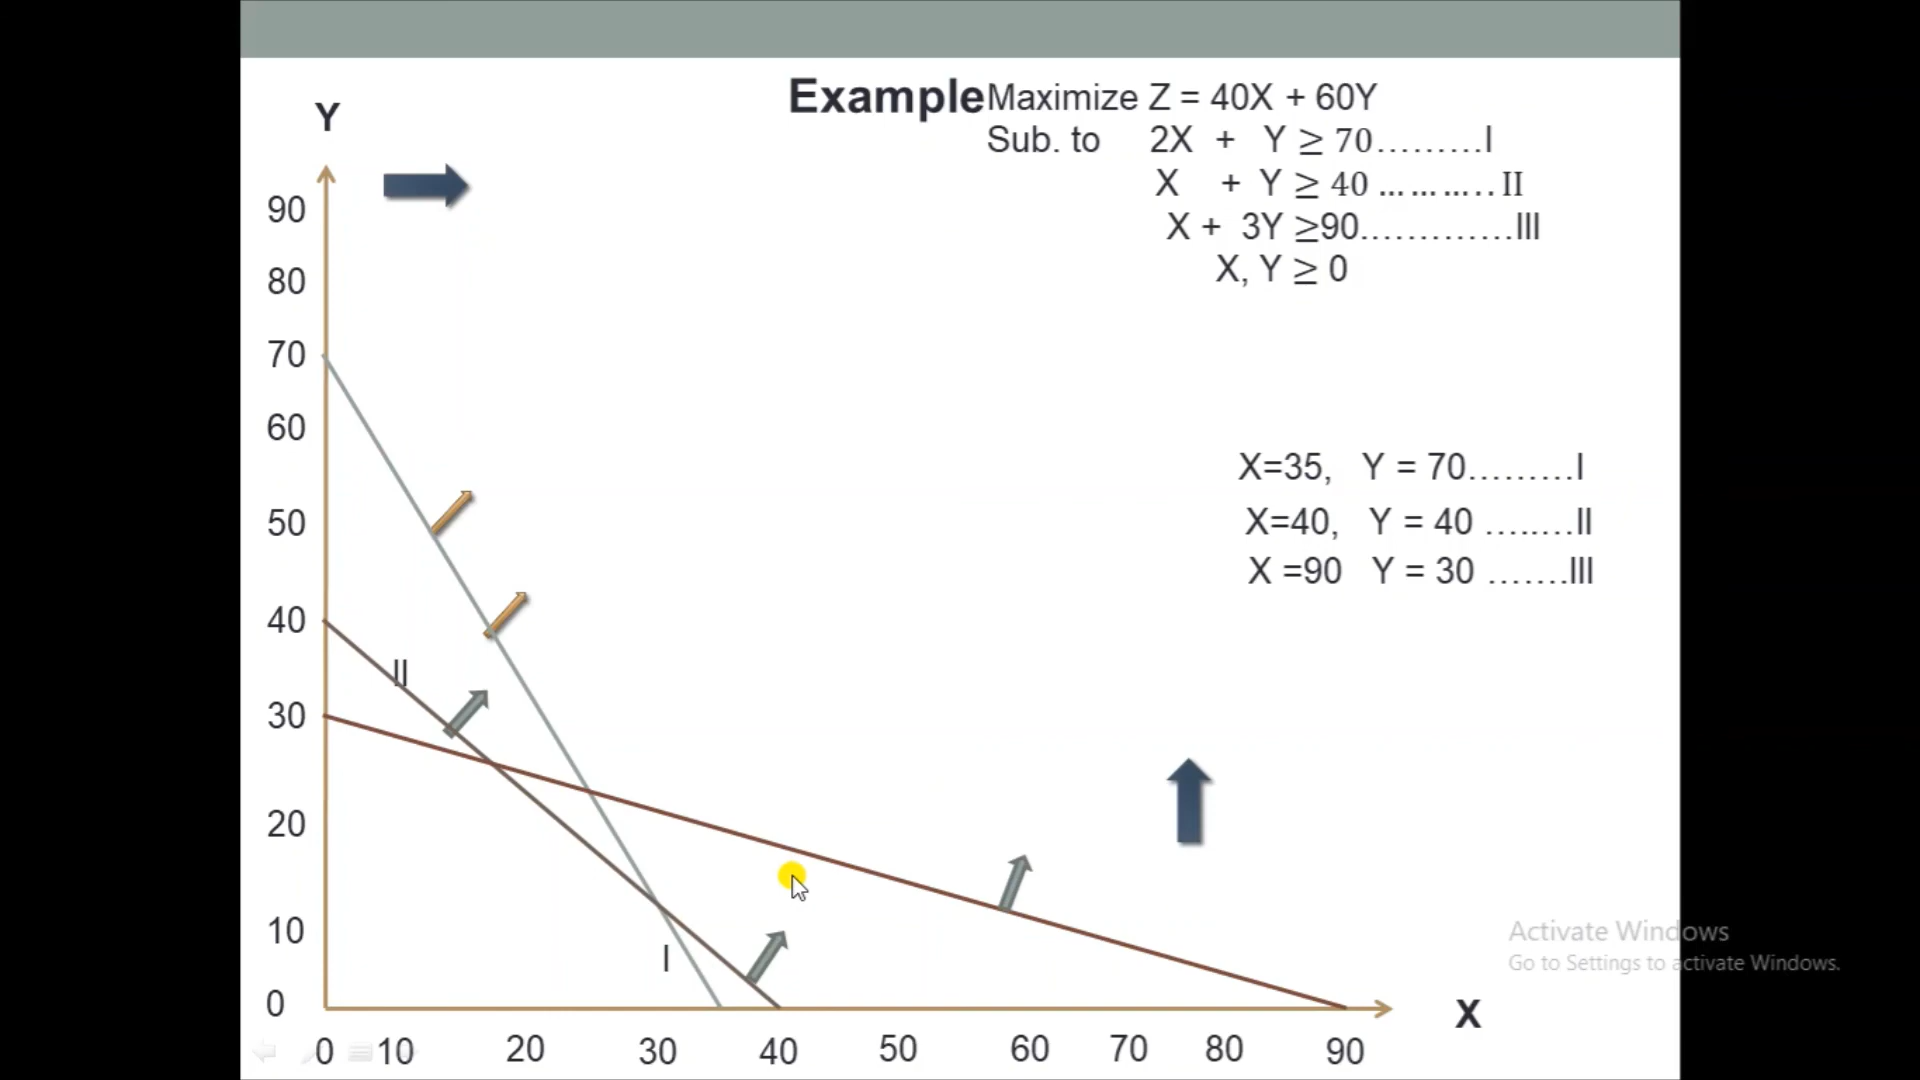 Example Maximize Z = 40X + 60Y
Sub. to 2X + Y ≥ 70.........I
X + Y ≥ 40 ... ... ... . . II
X + 3Y ≥90.............III
X, Y ≥ 0
Y
90
80
70
60
50
40
30
20
10
0
II
I
X=35, Y = 70.........I
X=40, Y = 40 ........II
X =90 Y = 30 .......III
X
0 10 20 30 40 50 60 70 80 90
Activate Windows
Go to Settings to activate Windows.